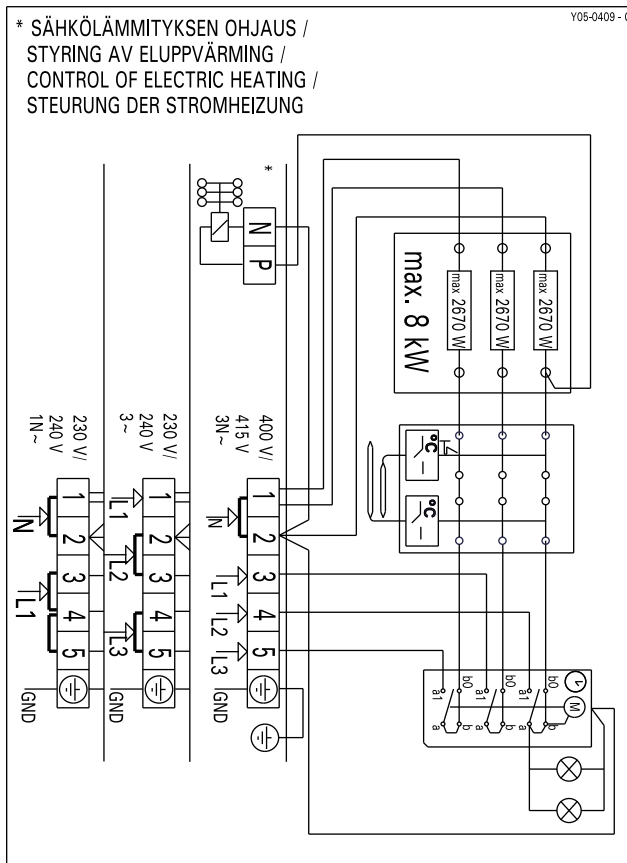 Y05-0409 -
* SÄHKÖLÄMMITYKSEN OHJAUS /
STYRING AV ELUPPVÄRMING /
CONTROL OF ELECTRIC HEATING /
STEURUNG DER STROMHEIZUNG
*
N
P
max. 8 kW
max 2670 W
max 2670 W
max 2670 W
°C
°C
230 V/
240 V
1N~
1
2
3
4
5
N
L1
GND
230 V/
240 V
3~
1
2
3
4
5
L1
L2
L3
GND
400 V/
415 V
3N~
1
2
3
4
5
N
L1
L2
L3
GND
1
M
b0
a1
b0
a1
b0
a1
a
b
a
b
a
b